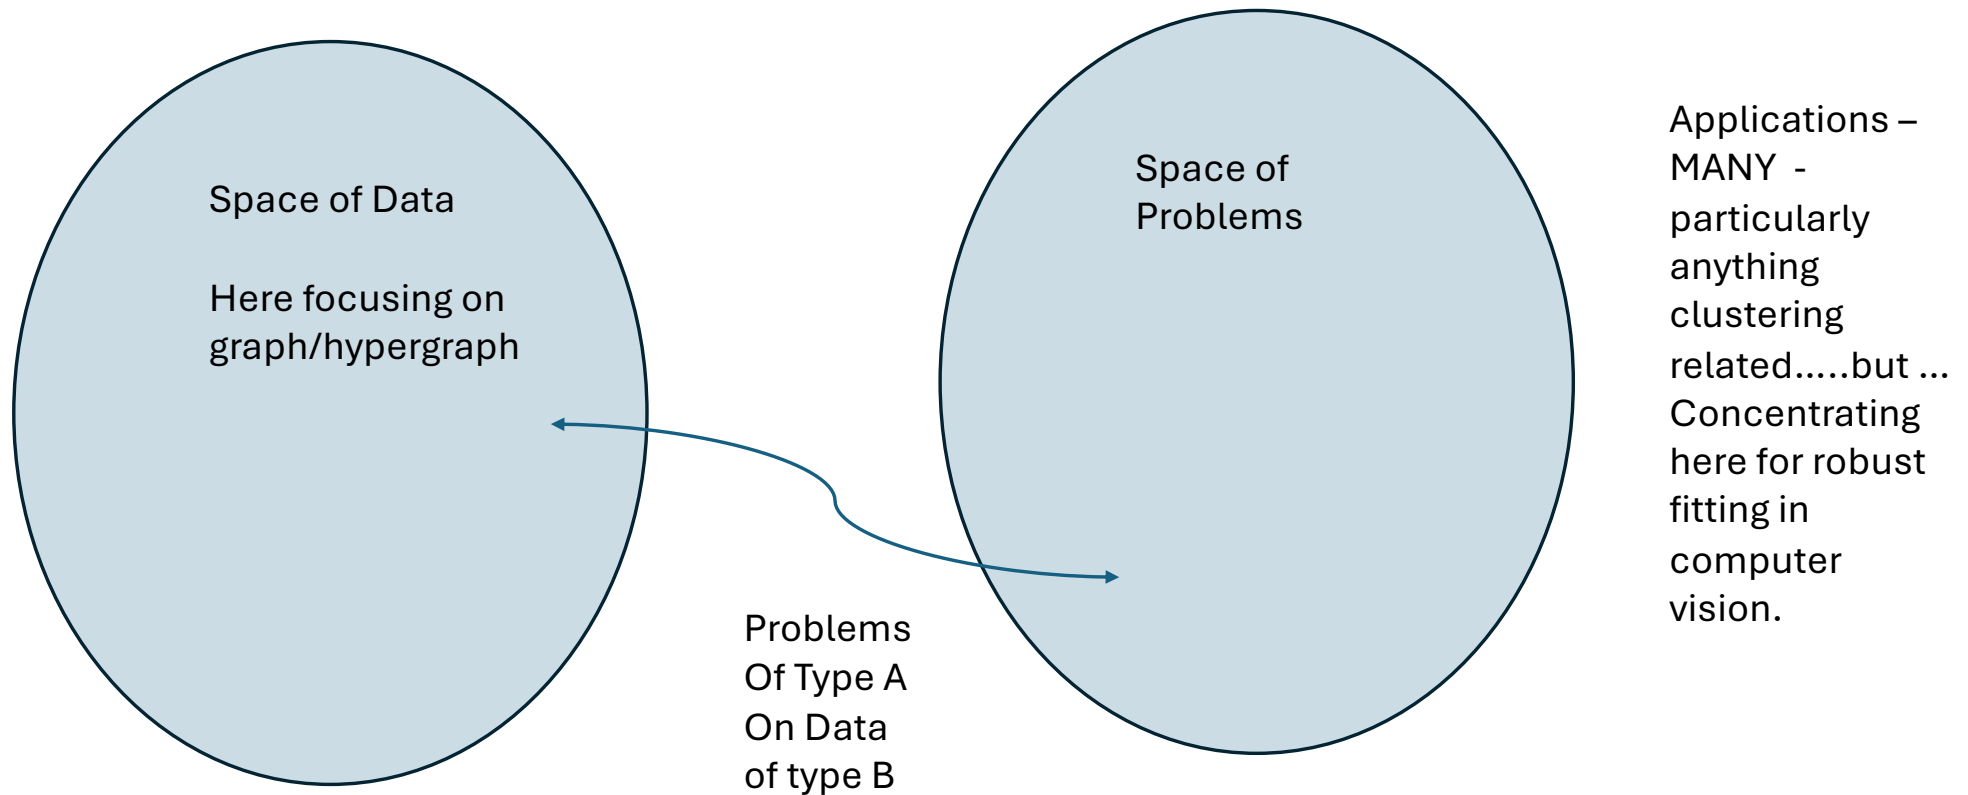 Space of Data
Here focusing on
graph/hypergraph
Problems
Of Type A
On Data
of type B
Space of
Problems
Applications –
MANY  -
particularly
anything
clustering
related.....but ...
Concentrating
here for robust
fitting in
computer
vision.